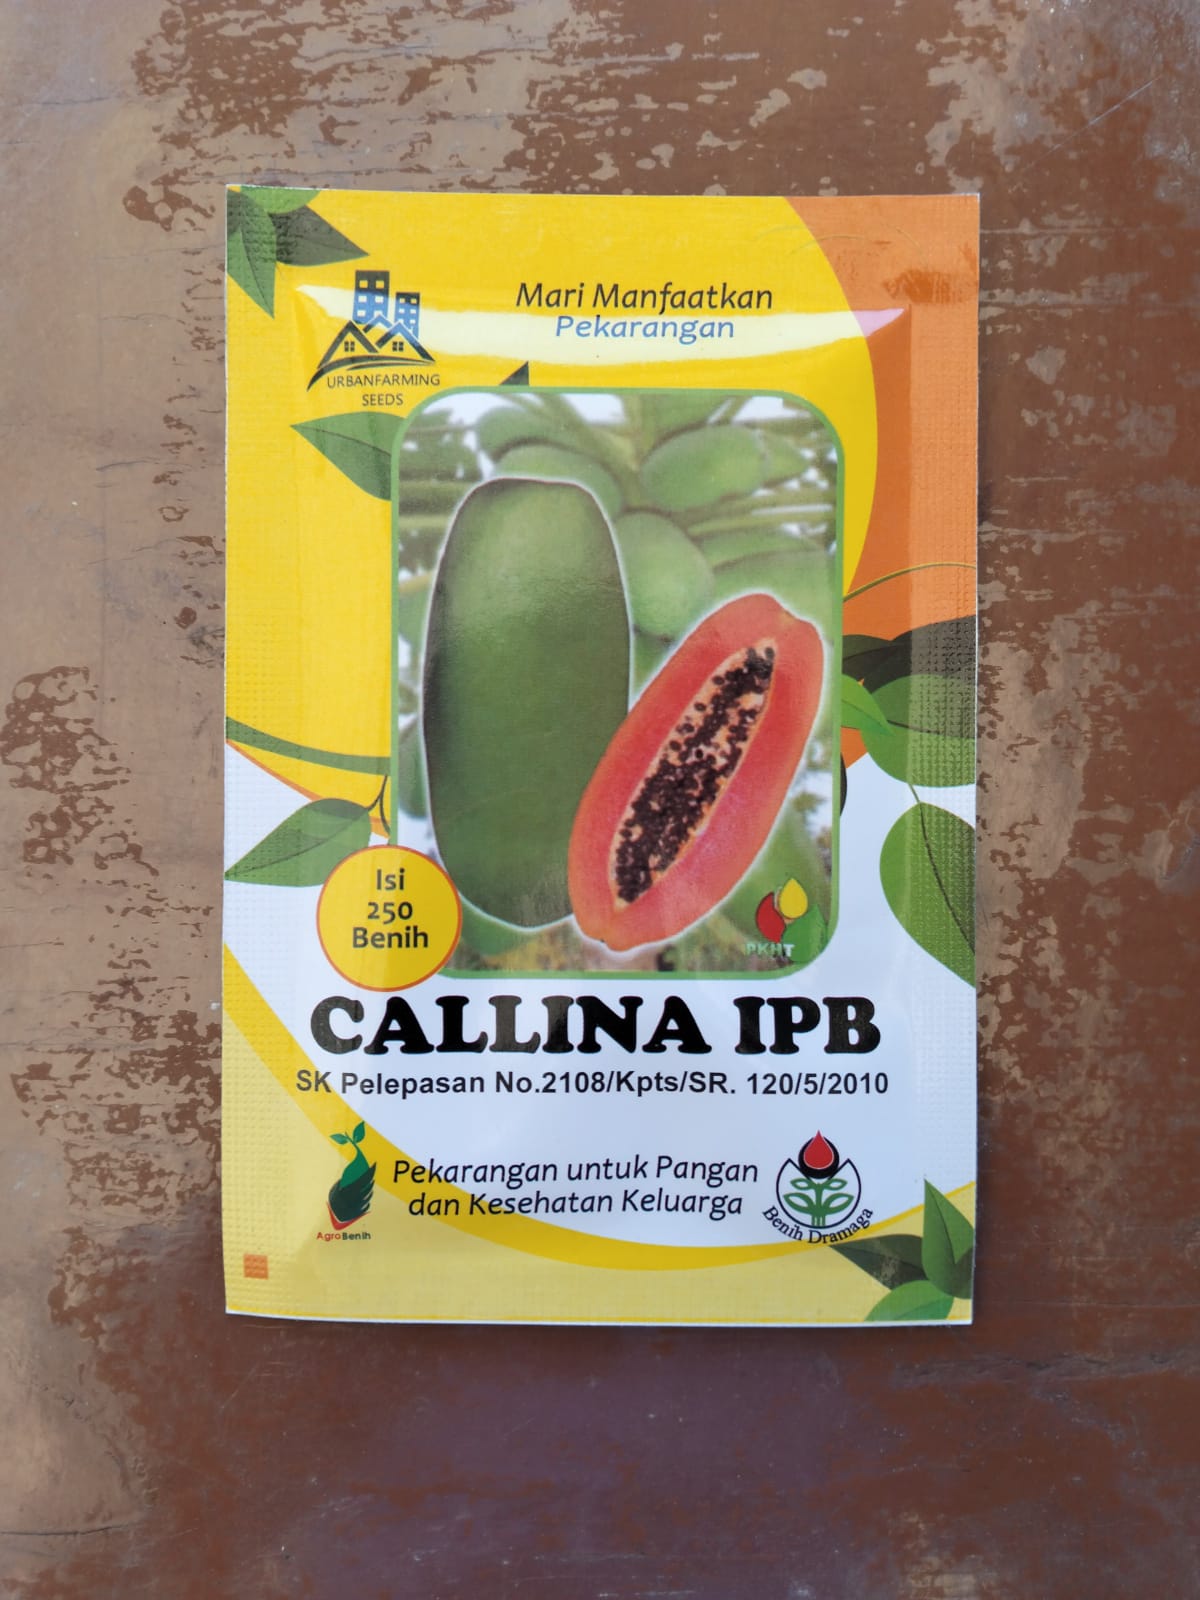 Mari Manfaatkan
Pekarangan
URBANFARMING
SEEDS
PKHT
Isi
250
Benih
CALLINA IPB
SK Pelepasan No.2108/Kpts/SR. 120/5/2010
Pekarangan untuk Pangan
dan Kesehatan Keluarga
AgroBenih
Benih Dramaga